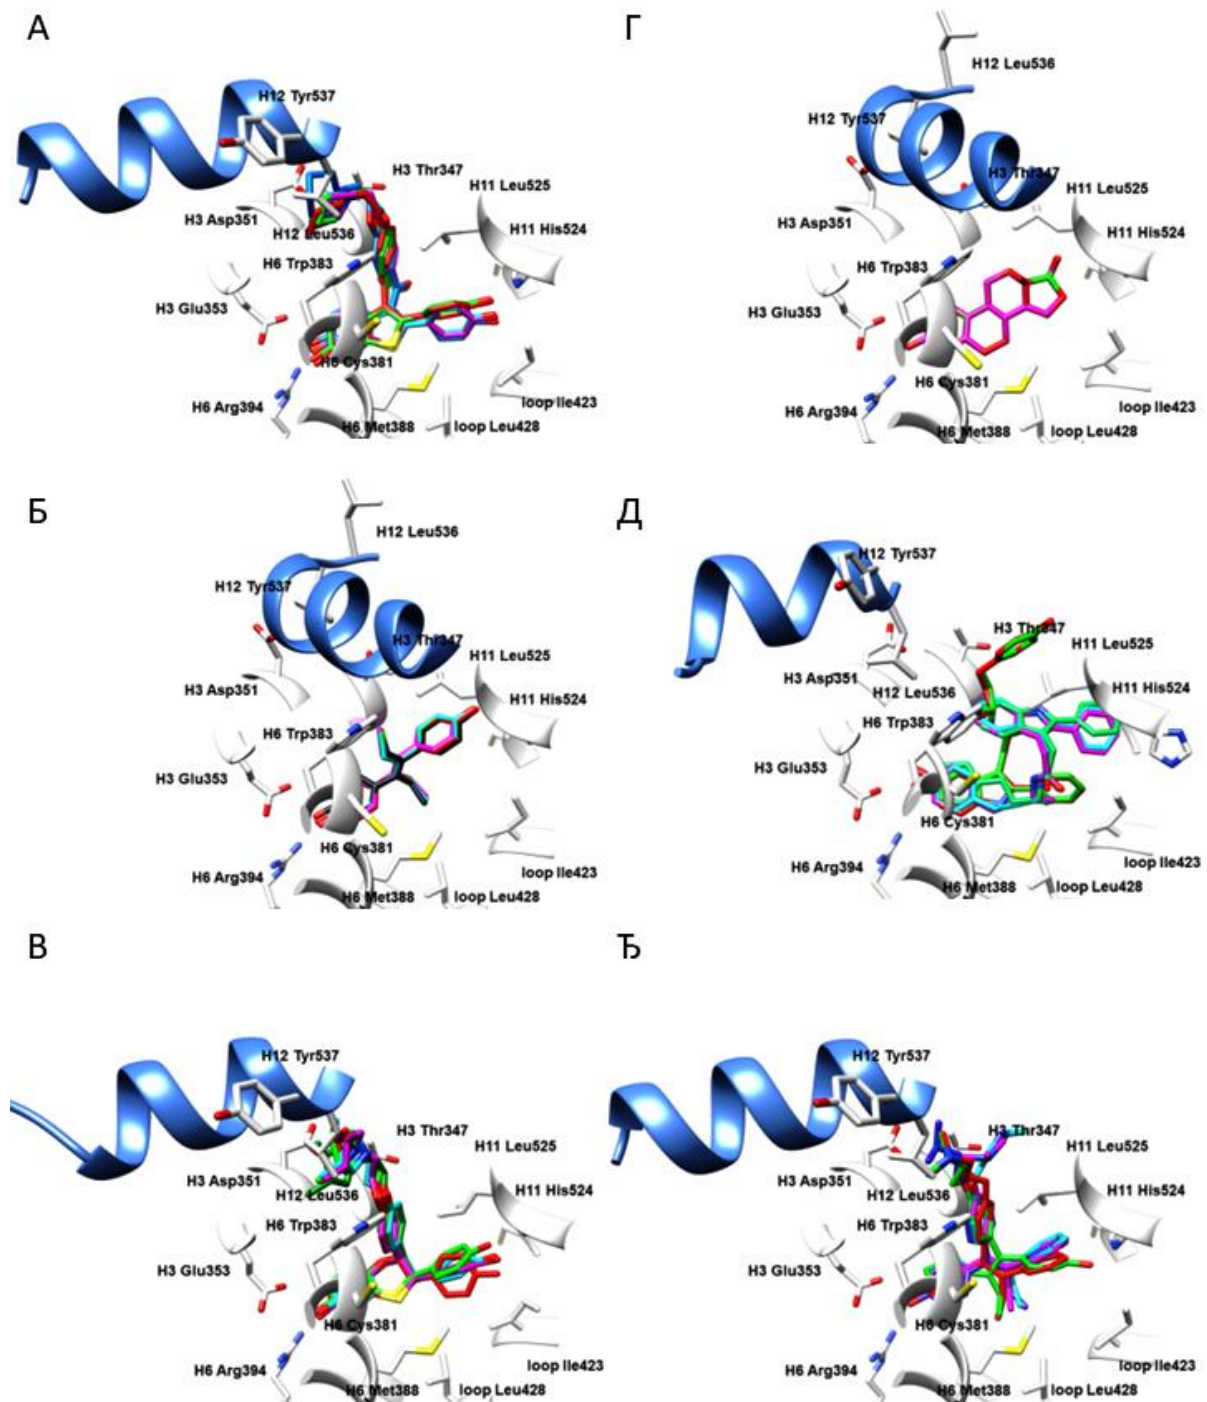 А
H12 Tyr537
H3 Thr347
H11 Leu525
H3 Asp351
H12 Leu536
H11 His524
H6 Trp383
H3 Glu353
H6 Cys381
H6 Arg394
loop Ile423
H6 Met388
loop Leu428
Г
H12 Leu536
H12 Tyr537
H3 Thr347
H11 Leu525
H3 Asp351
H11 His524
H6 Trp383
H3 Glu353
H6 Cys381
H6 Arg394
loop Ile423
H6 Met388
loop Leu428
Б
H12 Leu536
H12 Tyr537
H3 Thr347
H11 Leu525
H3 Asp351
H11 His524
H6 Trp383
H3 Glu353
H6 Cys381
H6 Arg394
loop Ile423
H6 Met388
loop Leu428
Д
H12 Tyr537
H3 Thr347
H11 Leu525
H3 Asp351
H12 Leu536
H11 His524
H6 Trp383
H3 Glu353
H6 Cys381
H6 Arg394
loop Ile423
H6 Met388
loop Leu428
В
H12 Tyr537
H3 Thr347
H11 Leu525
H3 Asp351
H12 Leu536
H11 His524
H6 Trp383
H3 Glu353
H6 Cys381
H6 Arg394
loop Ile423
H6 Met388
loop Leu428
Ђ
H12 Tyr537
H3 Thr347
H11 Leu525
H3 Asp351
H12 Leu536
H11 His524
H6 Trp383
H3 Glu353
H6 Cys381
H6 Arg394
loop Ile423
H6 Met388
loop Leu428